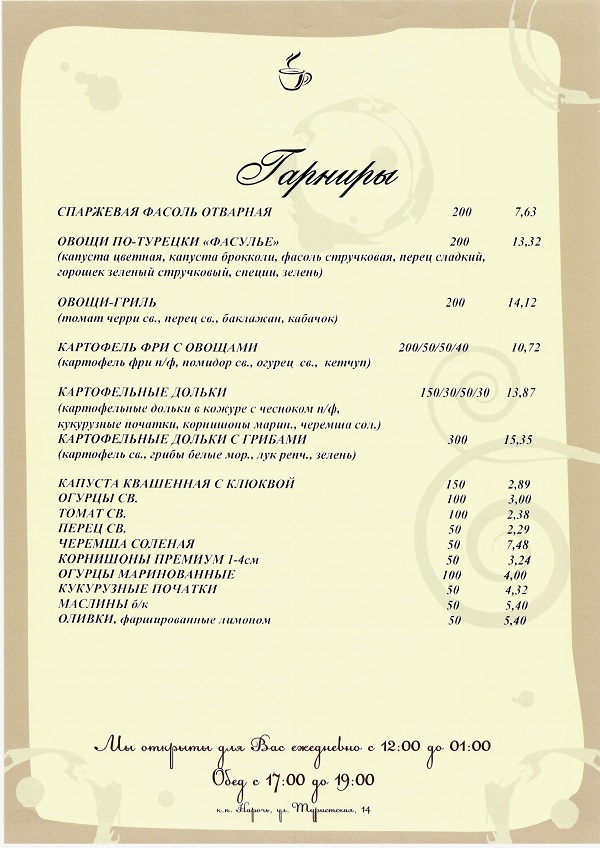 Гарниры
СПАРЖЕВАЯ ФАСОЛЬ ОТВАРНАЯ 200 7,63
ОВОЩИ ПО-ТУРЕЦКИ «ФАСУЛЬЕ» 200 13,32
(капуста цветная, капуста брокколи, фасоль стручковая, перец сладкий,
горошек зеленый стручковый, специи, зелень)
ОВОЩИ-ГРИЛЬ 200 14,12
(томат черри св., перец св., баклажан, кабачок)
КАРТОФЕЛЬ ФРИ С ОВОЩАМИ 200/50/50/40 10,72
(картофель фри п/ф, помидор св., огурец св., кетчуп)
КАРТОФЕЛЬНЫЕ ДОЛЬКИ 150/30/50/30 13,87
(картофельные дольки в кожуре с чесноком п/ф,
кукурузные початки, корнишоны марин., черемша сол.)
КАРТОФЕЛЬНЫЕ ДОЛЬКИ С ГРИБАМИ 300 15,35
(картофель св., грибы белые мор., лук репч., зелень)
КАПУСТА КВАШЕННАЯ С КЛЮКВОЙ 150 2,89
ОГУРЦЫ СВ. 100 3,00
ТОМАТ СВ. 100 2,38
ПЕРЕЦ СВ. 50 2,29
ЧЕРЕМША СОЛЕНАЯ 50 7,48
КОРНИШОНЫ ПРЕМИУМ 1-4см 50 3,24
ОГУРЦЫ МАРИНОВАННЫЕ 100 4,00
КУКУРУЗНЫЕ ПОЧАТКИ 50 4,32
МАСЛИНЫ б/к 50 5,40
ОЛИВКИ, фаршированные лимоном 50 5,40
Мы открыты для Вас ежедневно с 12:00 до 01:00
Обед с 17:00 до 19:00
к.п. Нарочь, ул. Туристская, 14